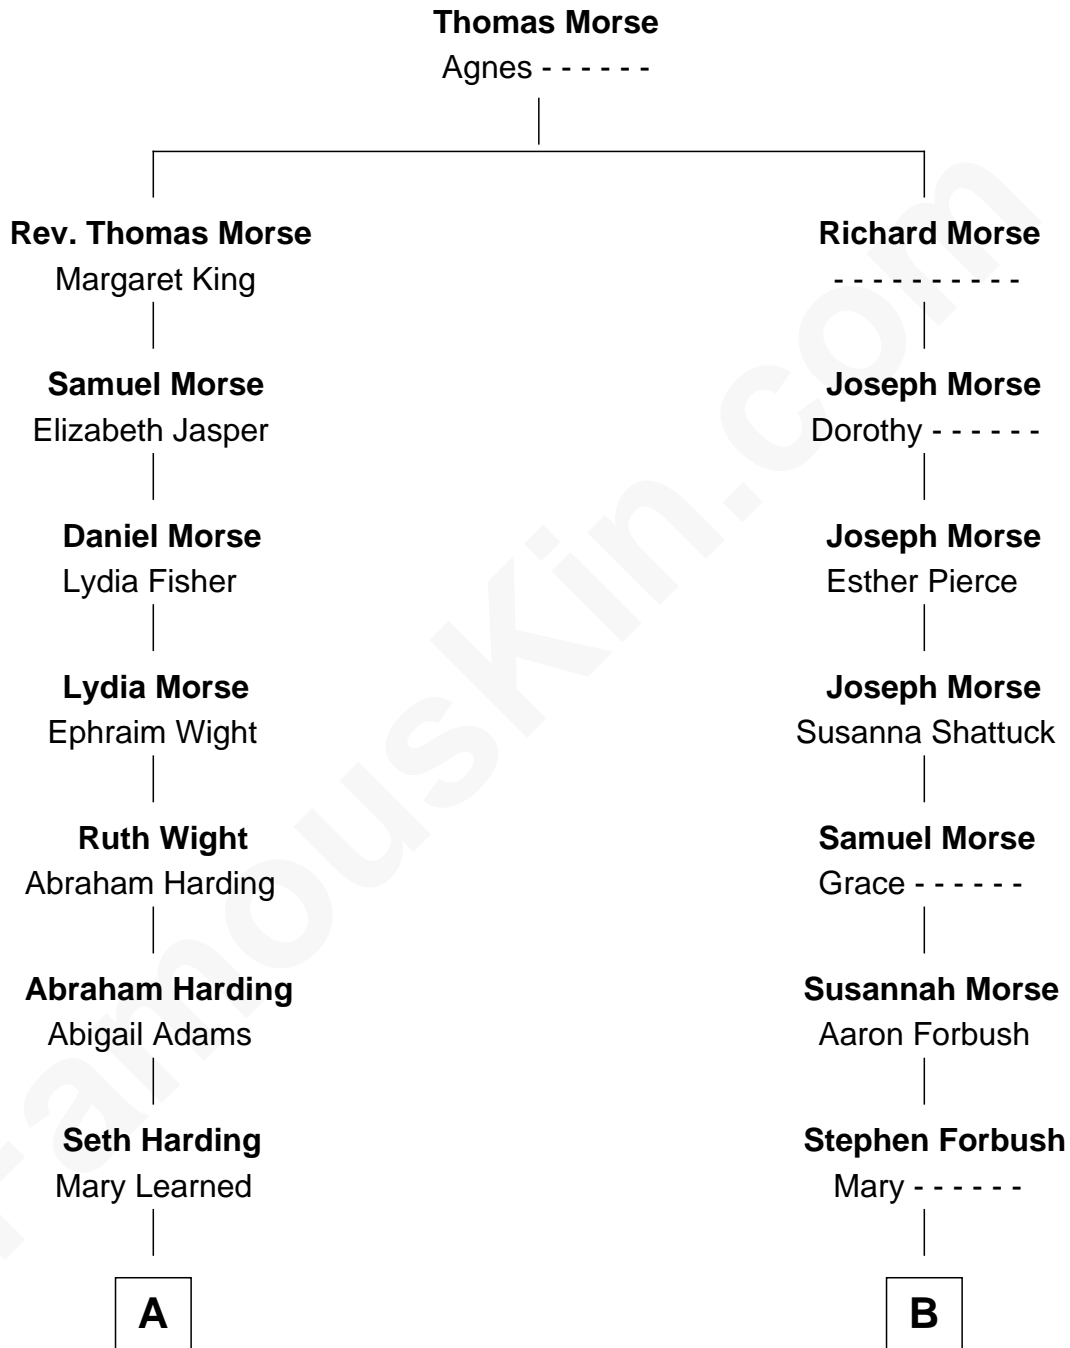 Thomas Morse
Agnes - - - - - -
Rev. Thomas Morse
Margaret King
Richard Morse
- - - - - - - - - -
Samuel Morse
Elizabeth Jasper
Joseph Morse
Dorothy - - - - - -
Daniel Morse
Lydia Fisher
Joseph Morse
Esther Pierce
Lydia Morse
Ephraim Wight
Joseph Morse
Susanna Shattuck
Ruth Wight
Abraham Harding
Samuel Morse
Grace - - - - - -
Abraham Harding
Abigail Adams
Susannah Morse
Aaron Forbush
Seth Harding
Mary Learned
Stephen Forbush
Mary - - - - - -
A
B
FamousKin.com